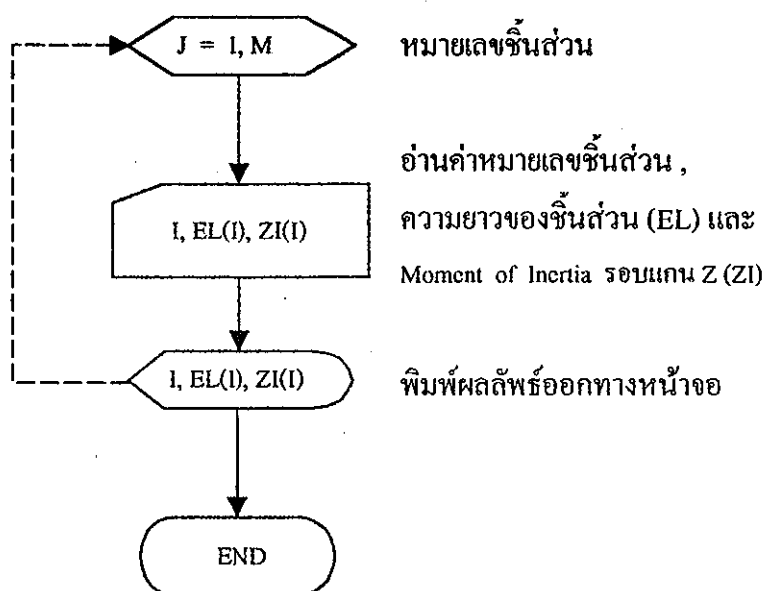 J = 1, M
หมายเลขชิ้นส่วน
I, EL(I), ZI(I)
อ่านค่าหมายเลขชิ้นส่วน ,
ความยาวของชิ้นส่วน (EL) และ
Moment of Inertia รอบแกน Z (ZI)
I, EL(I), ZI(I)
พิมพ์ผลลัพธ์ออกทางหน้าจอ
END